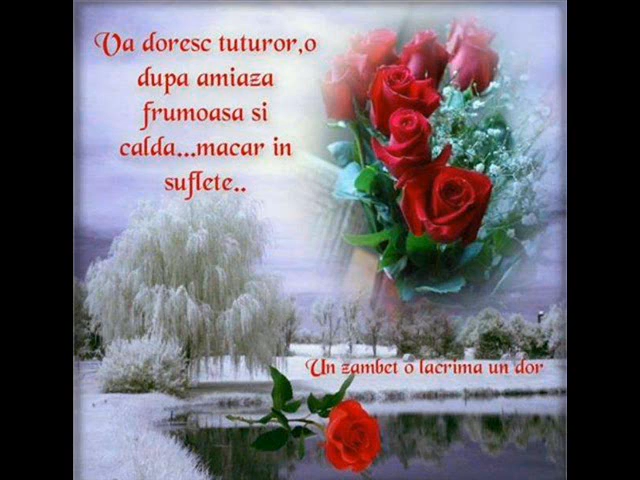 Va doresc tuturor,o
dupa amiaza
frumoasa si
calda...macar in
suflete..
Un zambet o lacrima un dor